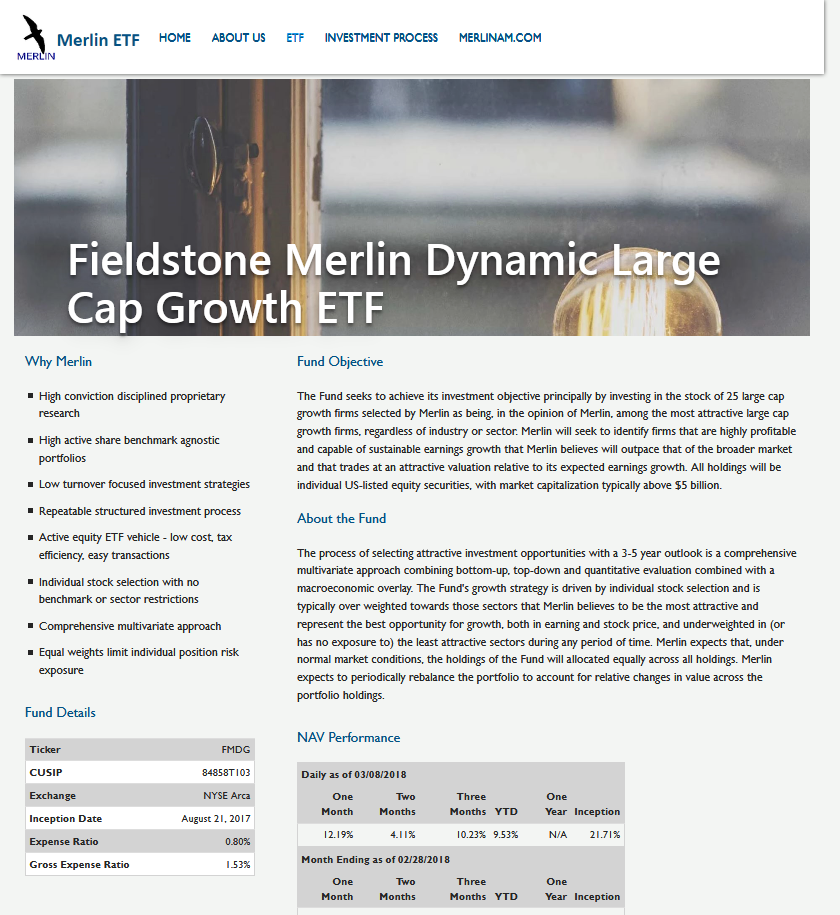 MERLIN
Merlin ETF
HOME ABOUT US ETF INVESTMENT PROCESS MERLINAM.COM
Fieldstone Merlin Dynamic Large
Cap Growth ETF
Why Merlin
High conviction disciplined proprietary
research
High active share benchmark agnostic
portfolios
Low turnover focused investment strategies
Repeatable structured investment process
Active equity ETF vehicle - low cost, tax
efficiency, easy transactions
Individual stock selection with no
benchmark or sector restrictions
Comprehensive multivariate approach
Equal weights limit individual position risk
exposure
Fund Details
Ticker FMDG
CUSIP 84858T103
Exchange NYSE Arca
Inception Date August 21, 2017
Expense Ratio 0.80%
Gross Expense Ratio 1.53%
Fund Objective
The Fund seeks to achieve its investment objective principally by investing in the stock of 25 large cap
growth firms selected by Merlin as being, in the opinion of Merlin, among the most attractive large cap
growth firms, regardless of industry or sector. Merlin will seek to identify firms that are highly profitable
and capable of sustainable earnings growth that Merlin believes will outpace that of the broader market
and that trades at an attractive valuation relative to its expected earnings growth. All holdings will be
individual US-listed equity securities, with market capitalization typically above $5 billion.
About the Fund
The process of selecting attractive investment opportunities with a 3-5 year outlook is a comprehensive
multivariate approach combining bottom-up, top-down and quantitative evaluation combined with a
macroeconomic overlay. The Fund's growth strategy is driven by individual stock selection and is
typically over weighted towards those sectors that Merlin believes to be the most attractive and
represent the best opportunity for growth, both in earning and stock price, and underweighted in (or
has no exposure to) the least attractive sectors during any period of time. Merlin expects that, under
normal market conditions, the holdings of the Fund will allocated equally across all holdings. Merlin
expects to periodically rebalance the portfolio to account for relative changes in value across the
portfolio holdings.
NAV Performance
Daily as of 03/08/2018
One Two Three One
Month Months Months YTD Year Inception
12.19% 4.11% 10.23% 9.53% N/A 21.71%
Month Ending as of 02/28/2018
One Two Three One
Month Months Months YTD Year Inception